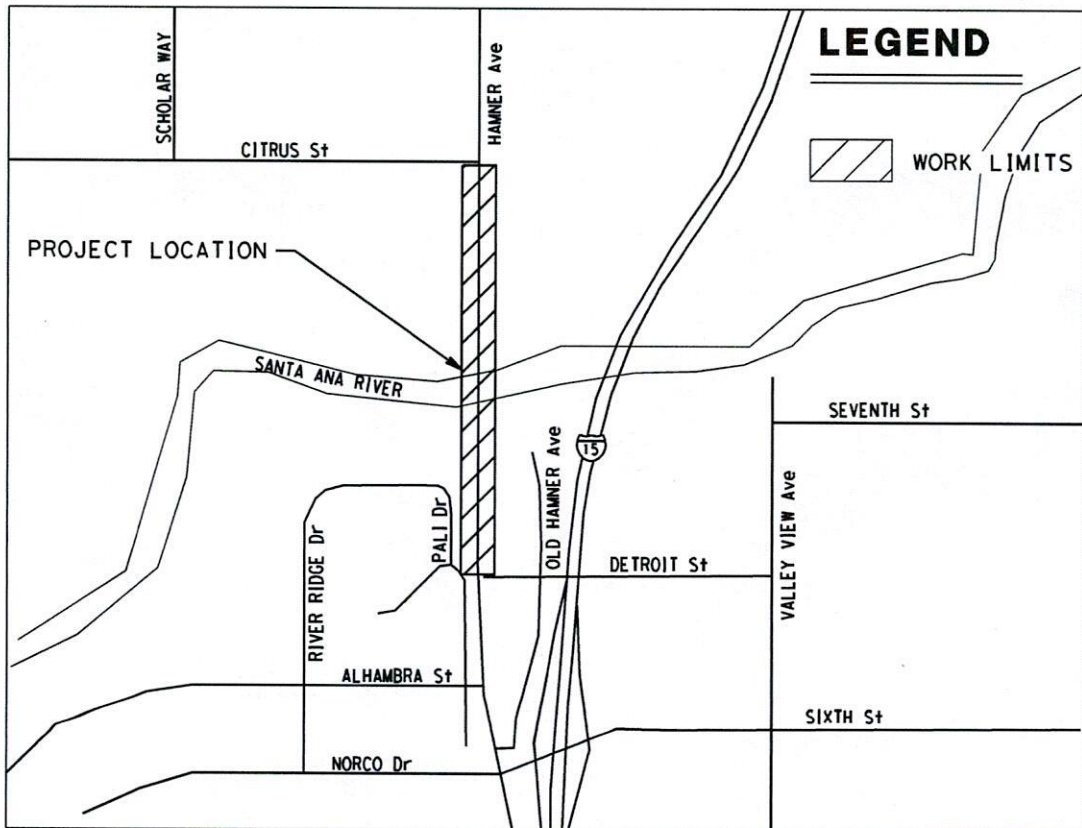 LEGEND
WORK LIMITS
SCHOLAR WAY
HAMNER Ave
CITRUS St
PROJECT LOCATION
SANTA ANA RIVER
SEVENTH St
15
OLD HAMNER Ave
VALLEY VIEW Ave
PALI Dr
RIVER RIDGE Dr
DETROIT St
ALHAMBRA St
SIXTH St
NORCO Dr